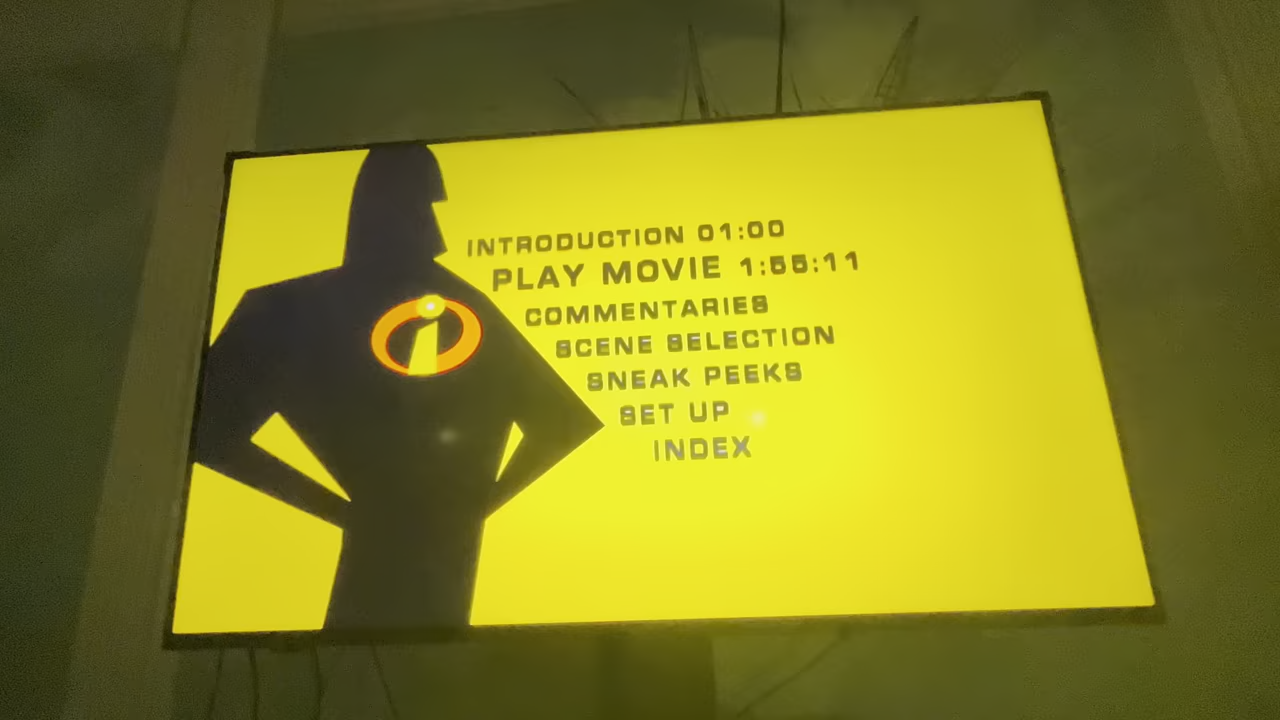 INTRODUCTION 01:00
PLAY MOVIE 1:55:11
COMMENTARIES
SCENE SELECTION
SNEAK PEEKS
SET UP
INDEX